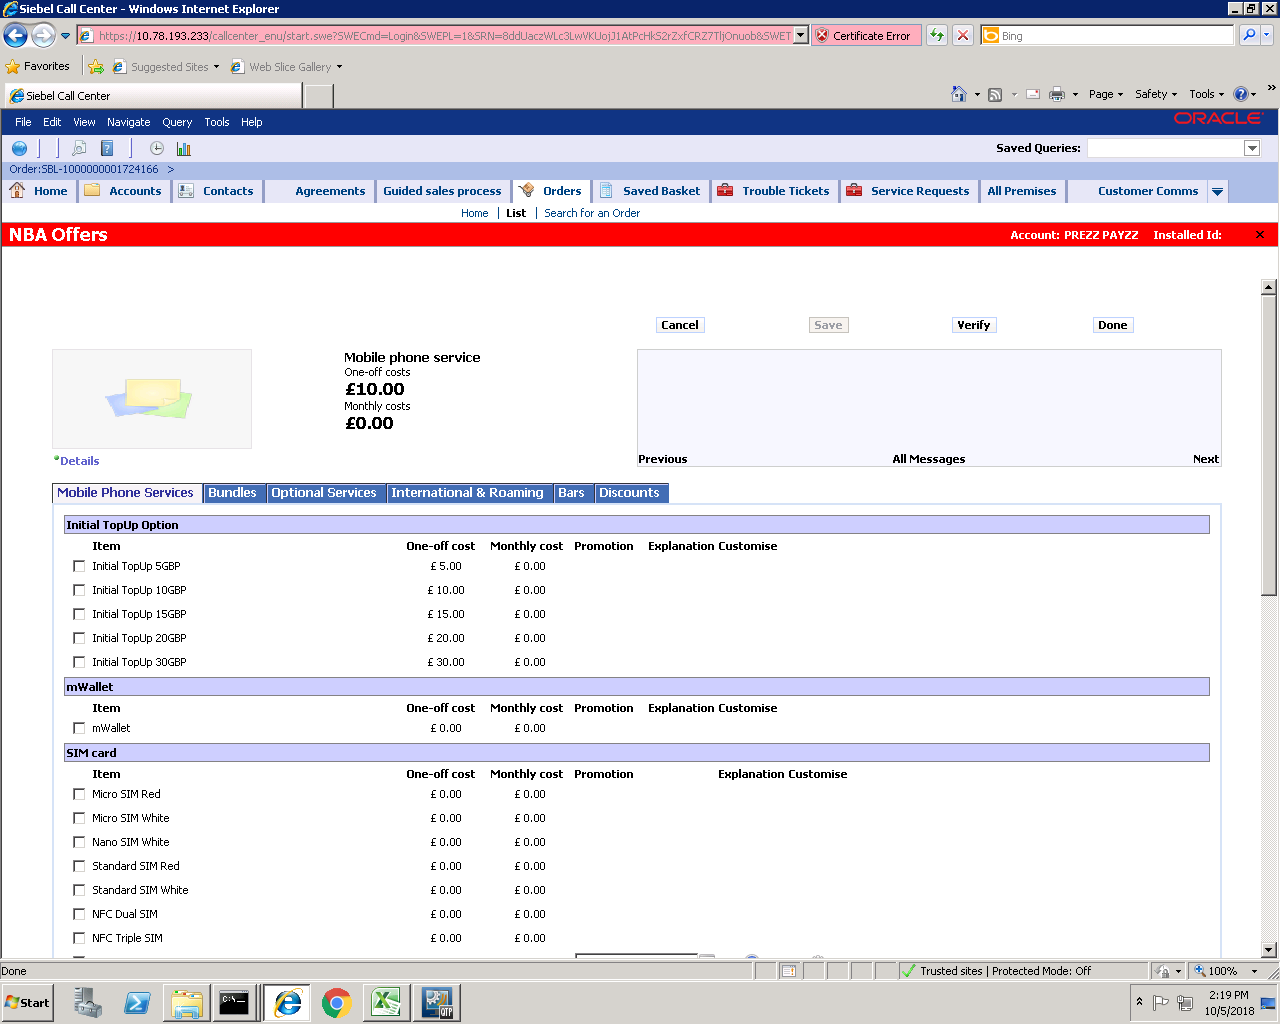 Siebel Call Center - Windows Internet Explorer
https://10.78.193.233/callcenter_enu/start.swe?SWECmd=Login&SWEPL=1&SRN=8ddUaczWLc3LwVKUojJ1AtPcHkS2rZxfCRZ7TljOnuob&SWET
Certificate Error
Bing
Favorites
Suggested Sites
Web Slice Gallery
Siebel Call Center
Page Safety Tools
File Edit View Navigate Query Tools Help
ORACLE
Saved Queries:
Order:SBL-1000000001724166 >
Home Accounts Contacts Agreements Guided sales process Orders Saved Basket Trouble Tickets Service Requests All Premises Customer Comms
Home | List | Search for an Order
NBA Offers
Account: PREZZ PAYZZ Installed Id:
Cancel Save Verify Done
Mobile phone service
One-off costs
£10.00
Monthly costs
£0.00
Details
Previous All Messages Next
Mobile Phone Services Bundles Optional Services International & Roaming Bars Discounts
Initial TopUp Option
Item One-off cost Monthly cost Promotion Explanation Customise
Initial TopUp 5GBP £ 5.00 £ 0.00
Initial TopUp 10GBP £ 10.00 £ 0.00
Initial TopUp 15GBP £ 15.00 £ 0.00
Initial TopUp 20GBP £ 20.00 £ 0.00
Initial TopUp 30GBP £ 30.00 £ 0.00
mWallet
Item One-off cost Monthly cost Promotion Explanation Customise
mWallet £ 0.00 £ 0.00
SIM card
Item One-off cost Monthly cost Promotion Explanation Customise
Micro SIM Red £ 0.00 £ 0.00
Micro SIM White £ 0.00 £ 0.00
Nano SIM White £ 0.00 £ 0.00
Standard SIM Red £ 0.00 £ 0.00
Standard SIM White £ 0.00 £ 0.00
NFC Dual SIM £ 0.00 £ 0.00
NFC Triple SIM £ 0.00 £ 0.00
Done
Trusted sites | Protected Mode: Off
100%
Start
C:\.
QTP
2:19 PM
10/5/2018